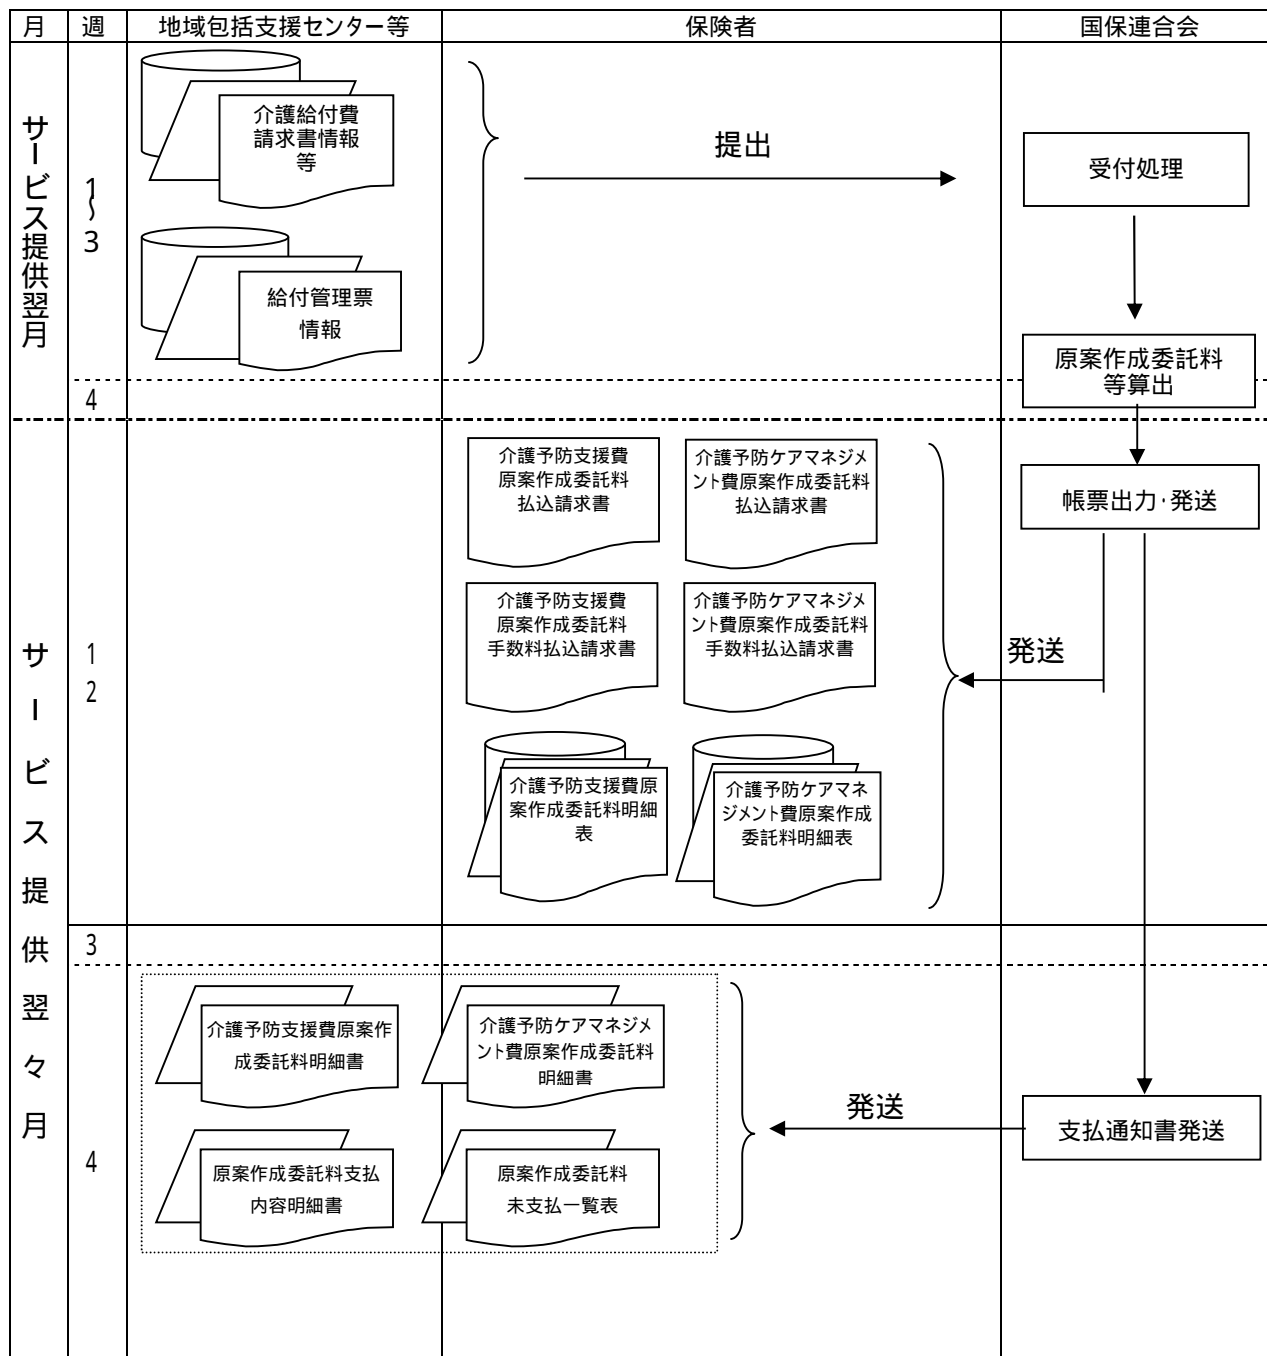 月 週 地域包括支援センター等 保険者 国保連合会
サービス提供翌月
1
〜
3
介護給付費
請求書情報
等
提出
受付処理
給付管理票
情報
原案作成委託料
等算出
4
サービス提供翌々月
1
2
介護予防支援費
原案作成委託料
払込請求書
介護予防ケアマネジメ
ント費原案作成委託料
払込請求書
帳票出力・発送
介護予防支援費
原案作成委託料
手数料払込請求書
介護予防ケアマネジメ
ント費原案作成委託料
手数料払込請求書
発送
介護予防支援費原
案作成委託料明細
表
介護予防ケアマネ
ジメント費原案作成
委託料明細表
3
4
介護予防支援費原案作
成委託料明細書
介護予防ケアマネジメ
ント費原案作成委託料
明細書
発送
支払通知書発送
原案作成委託料支払
内容明細書
原案作成委託料
未支払一覧表